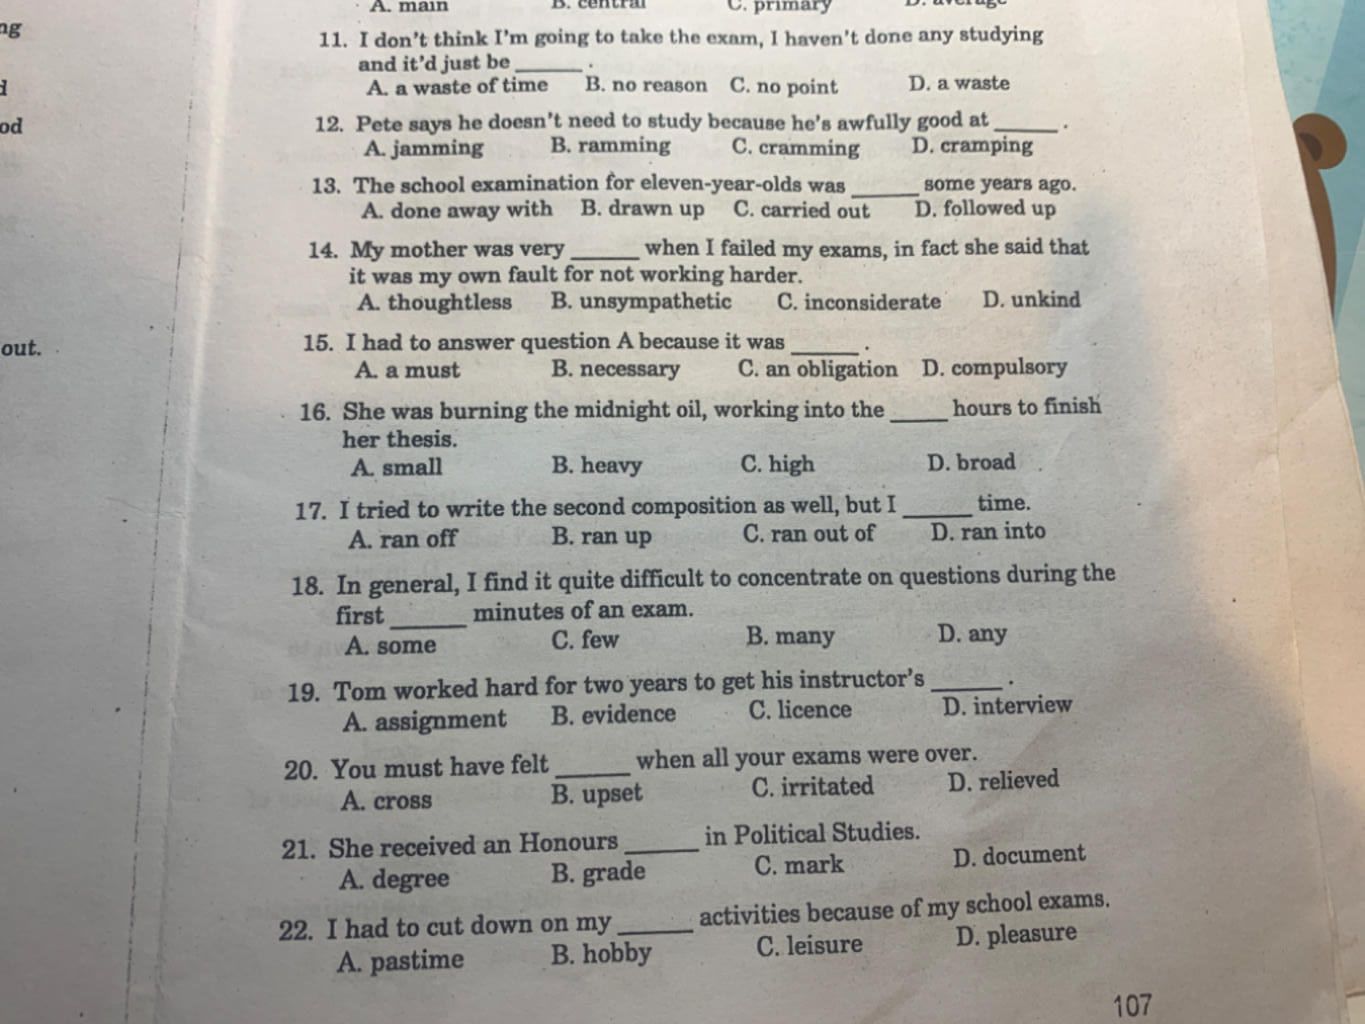 A. main B. central C. primary D. average
11. I don't think I'm going to take the exam, I haven't done any studying
and it'd just be ______ .
A. a waste of time B. no reason C. no point D. a waste
12. Pete says he doesn't need to study because he's awfully good at ______ .
A. jamming B. ramming C. cramming D. cramping
13. The school examination for eleven-year-olds was ______ some years ago.
A. done away with B. drawn up C. carried out D. followed up
14. My mother was very ______ when I failed my exams, in fact she said that
it was my own fault for not working harder.
A. thoughtless B. unsympathetic C. inconsiderate D. unkind
15. I had to answer question A because it was ______ .
A. a must B. necessary C. an obligation D. compulsory
16. She was burning the midnight oil, working into the ______ hours to finish
her thesis.
A. small B. heavy C. high D. broad
17. I tried to write the second composition as well, but I ______ time.
A. ran off B. ran up C. ran out of D. ran into
18. In general, I find it quite difficult to concentrate on questions during the
first ______ minutes of an exam.
A. some C. few B. many D. any
19. Tom worked hard for two years to get his instructor's ______ .
A. assignment B. evidence C. licence D. interview
20. You must have felt ______ when all your exams were over.
A. cross B. upset C. irritated D. relieved
21. She received an Honours ______ in Political Studies.
A. degree B. grade C. mark D. document
22. I had to cut down on my ______ activities because of my school exams.
A. pastime B. hobby C. leisure D. pleasure
107
out.